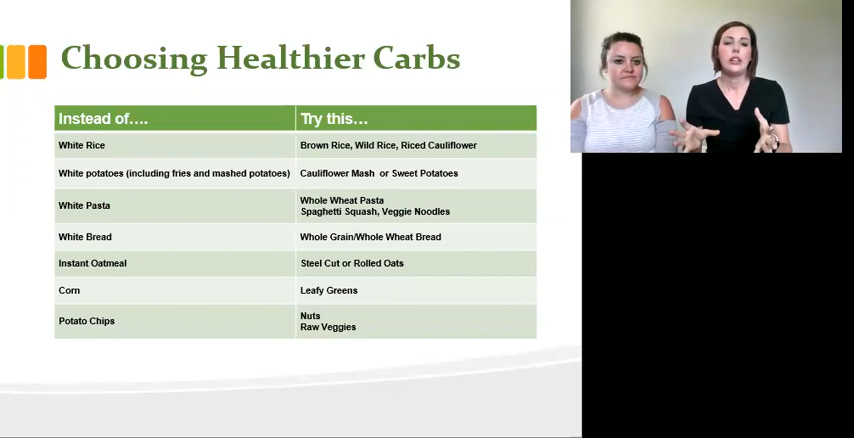 Choosing Healthier Carbs
Instead of.... Try this...
White Rice Brown Rice, Wild Rice, Riced Cauliflower
White potatoes (including fries and mashed potatoes) Cauliflower Mash or Sweet Potatoes
White Pasta Whole Wheat Pasta
Spaghetti Squash, Veggie Noodles
White Bread Whole Grain/Whole Wheat Bread
Instant Oatmeal Steel Cut or Rolled Oats
Corn Leafy Greens
Potato Chips Nuts
Raw Veggies